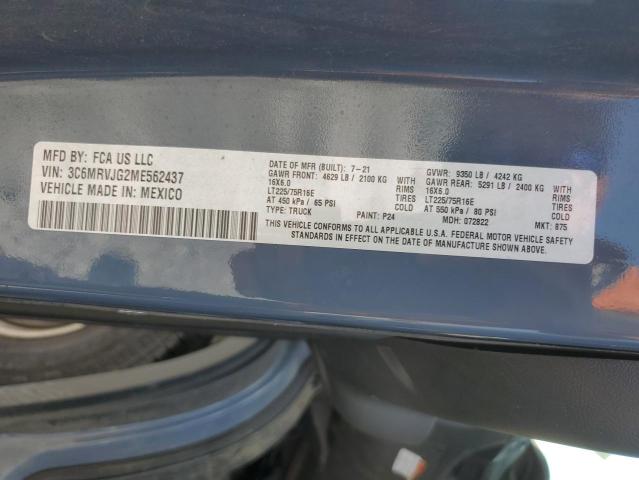 MFD BY: FCA US LLC
VIN: 3C6MRVJG2ME562437
VEHICLE MADE IN: MEXICO
DATE OF MFR (BUILT): 7-21 GVWR: 9350 LB / 4242 KG
GAWR FRONT: 4629 LB / 2100 KG WITH GAWR REAR: 5291 LB / 2400 KG WITH
16X6.0 RIMS 16X6.0 RIMS
LT225/75R16E TIRES LT225/75R16E TIRES
AT 450 kPa / 65 PSI COLD AT 550 kPa / 80 PSI COLD
TYPE: TRUCK PAINT: P24 MDH: 072822 MKT: 875
THIS VEHICLE CONFORMS TO ALL APPLICABLE U.S.A. FEDERAL MOTOR VEHICLE SAFETY
STANDARDS IN EFFECT ON THE DATE OF MANUFACTURE SHOWN ABOVE.